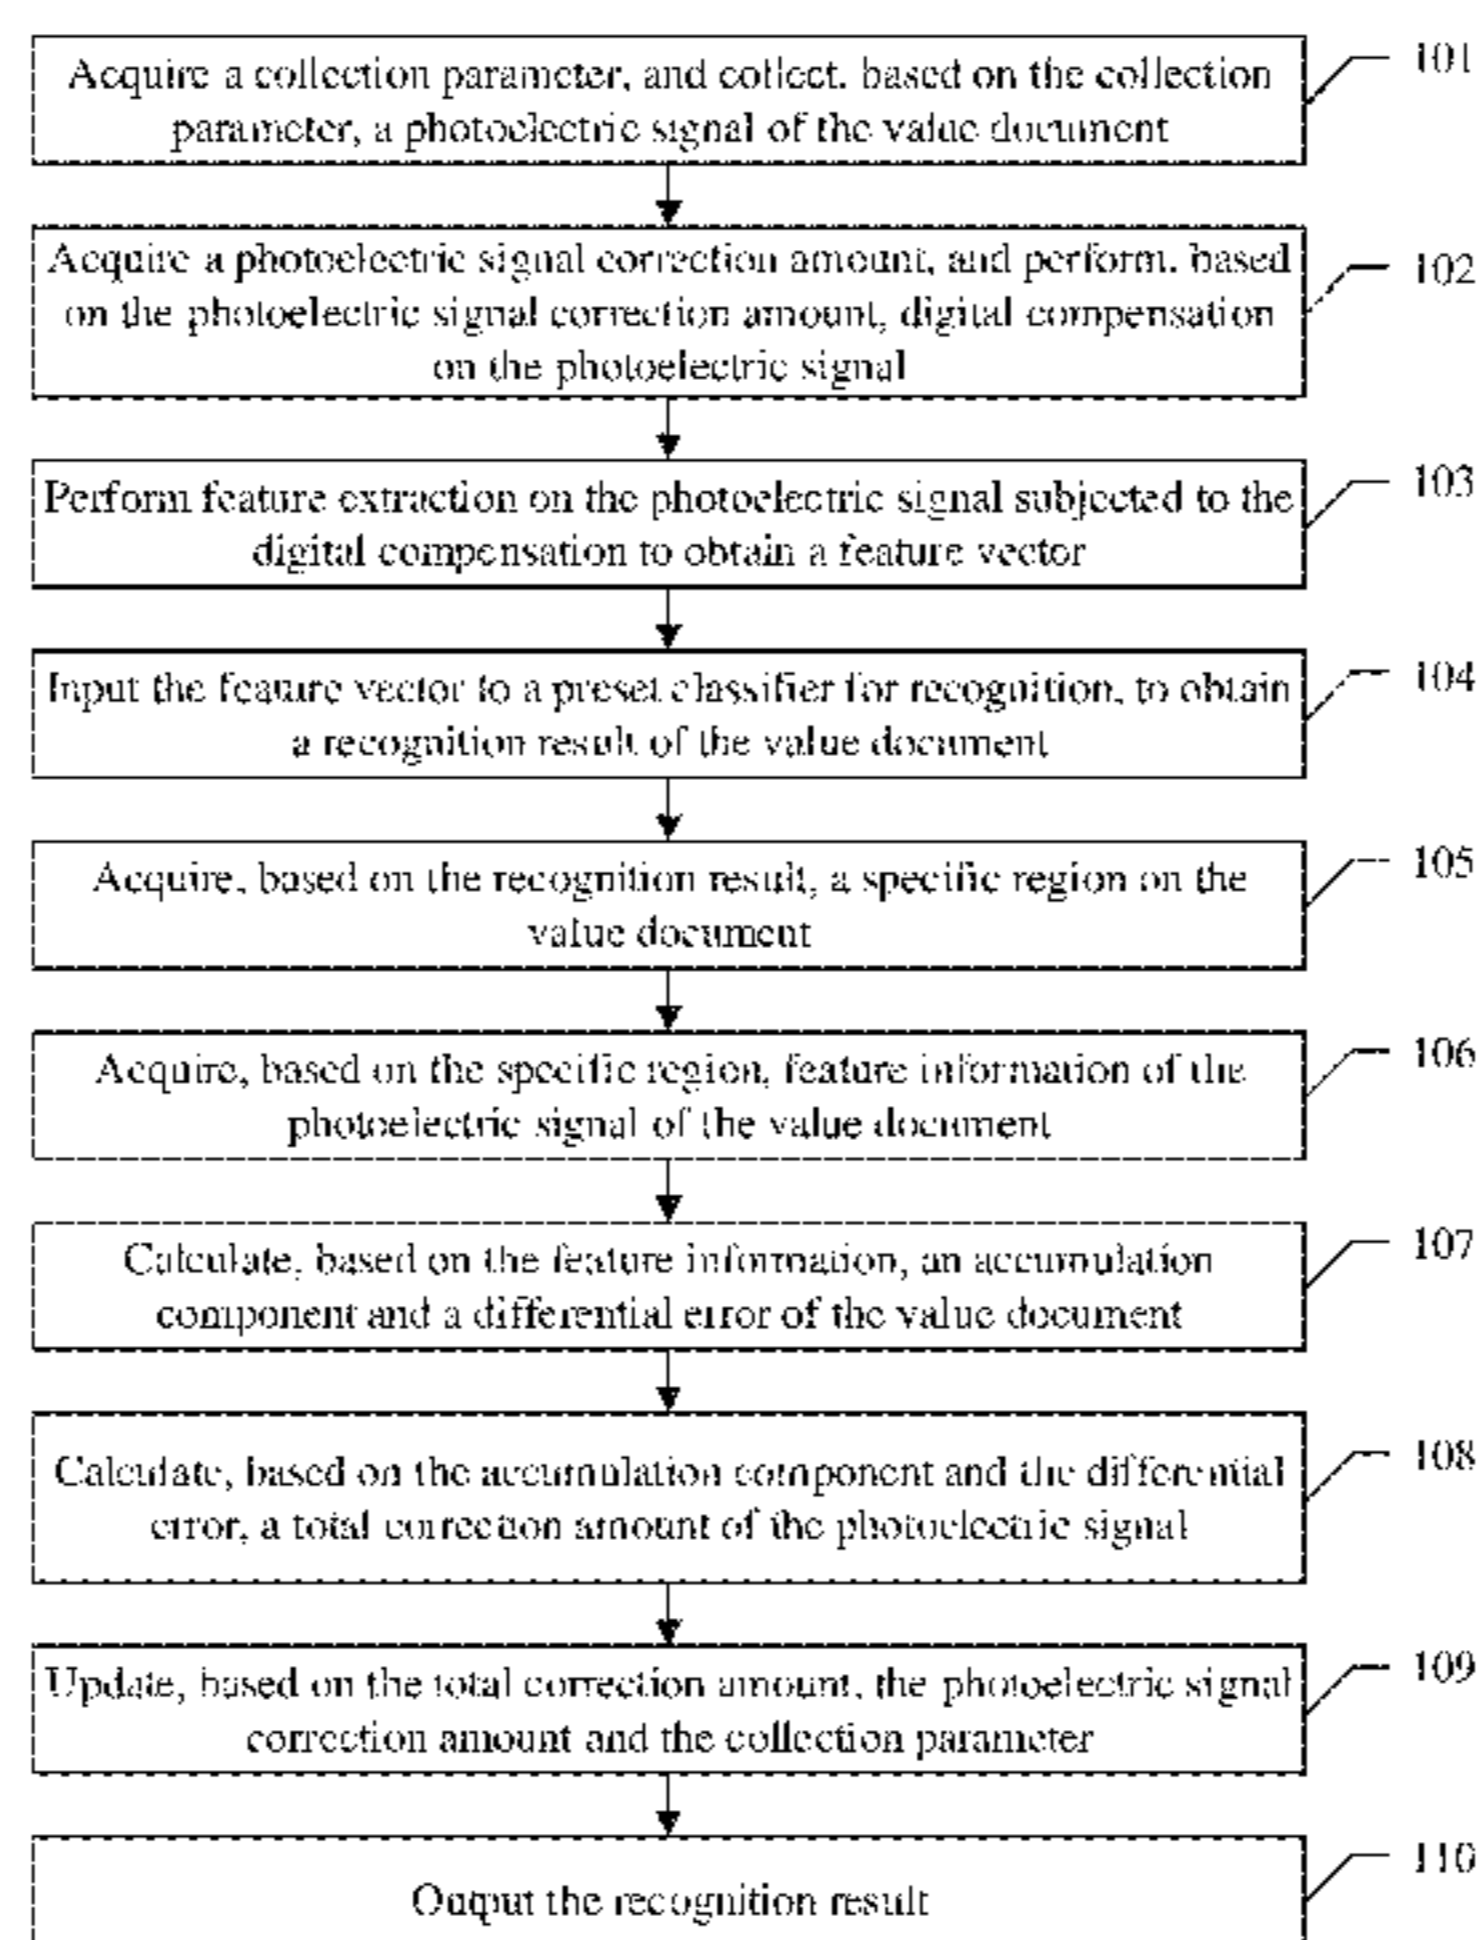 Acquire a collection parameter, and collect, based on the collection
parameter, a photoelectric signal of the value document
101
Acquire a photoelectric signal correction amount, and perform, based
on the photoelectric signal correction amount, digital compensation
on the photoelectric signal
102
Perform feature extraction on the photoelectric signal subjected to the
digital compensation to obtain a feature vector
103
Input the feature vector to a preset classifier for recognition, to obtain
a recognition result of the value document
104
Acquire, based on the recognition result, a specific region on the
value document
105
Acquire, based on the specific region, feature information of the
photoelectric signal of the value document
106
Calculate, based on the feature information, an accumulation
component and a differential error of the value document
107
Calculate, based on the accumulation component and the differential
error, a total correction amount of the photoelectric signal
108
Update, based on the total correction amount, the photoelectric signal
correction amount and the collection parameter
109
Output the recognition result
110